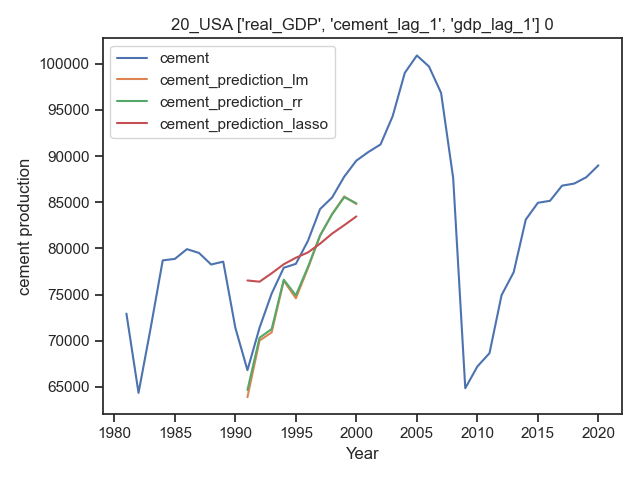 20_USA ['real_GDP', 'cement_lag_1', 'gdp_lag_1'] 0
cement
cement_prediction_lm
cement_prediction_rr
cement_prediction_lasso
100000
95000
90000
85000
80000
75000
70000
65000
cement production
1980 1985 1990 1995 2000 2005 2010 2015 2020
Year